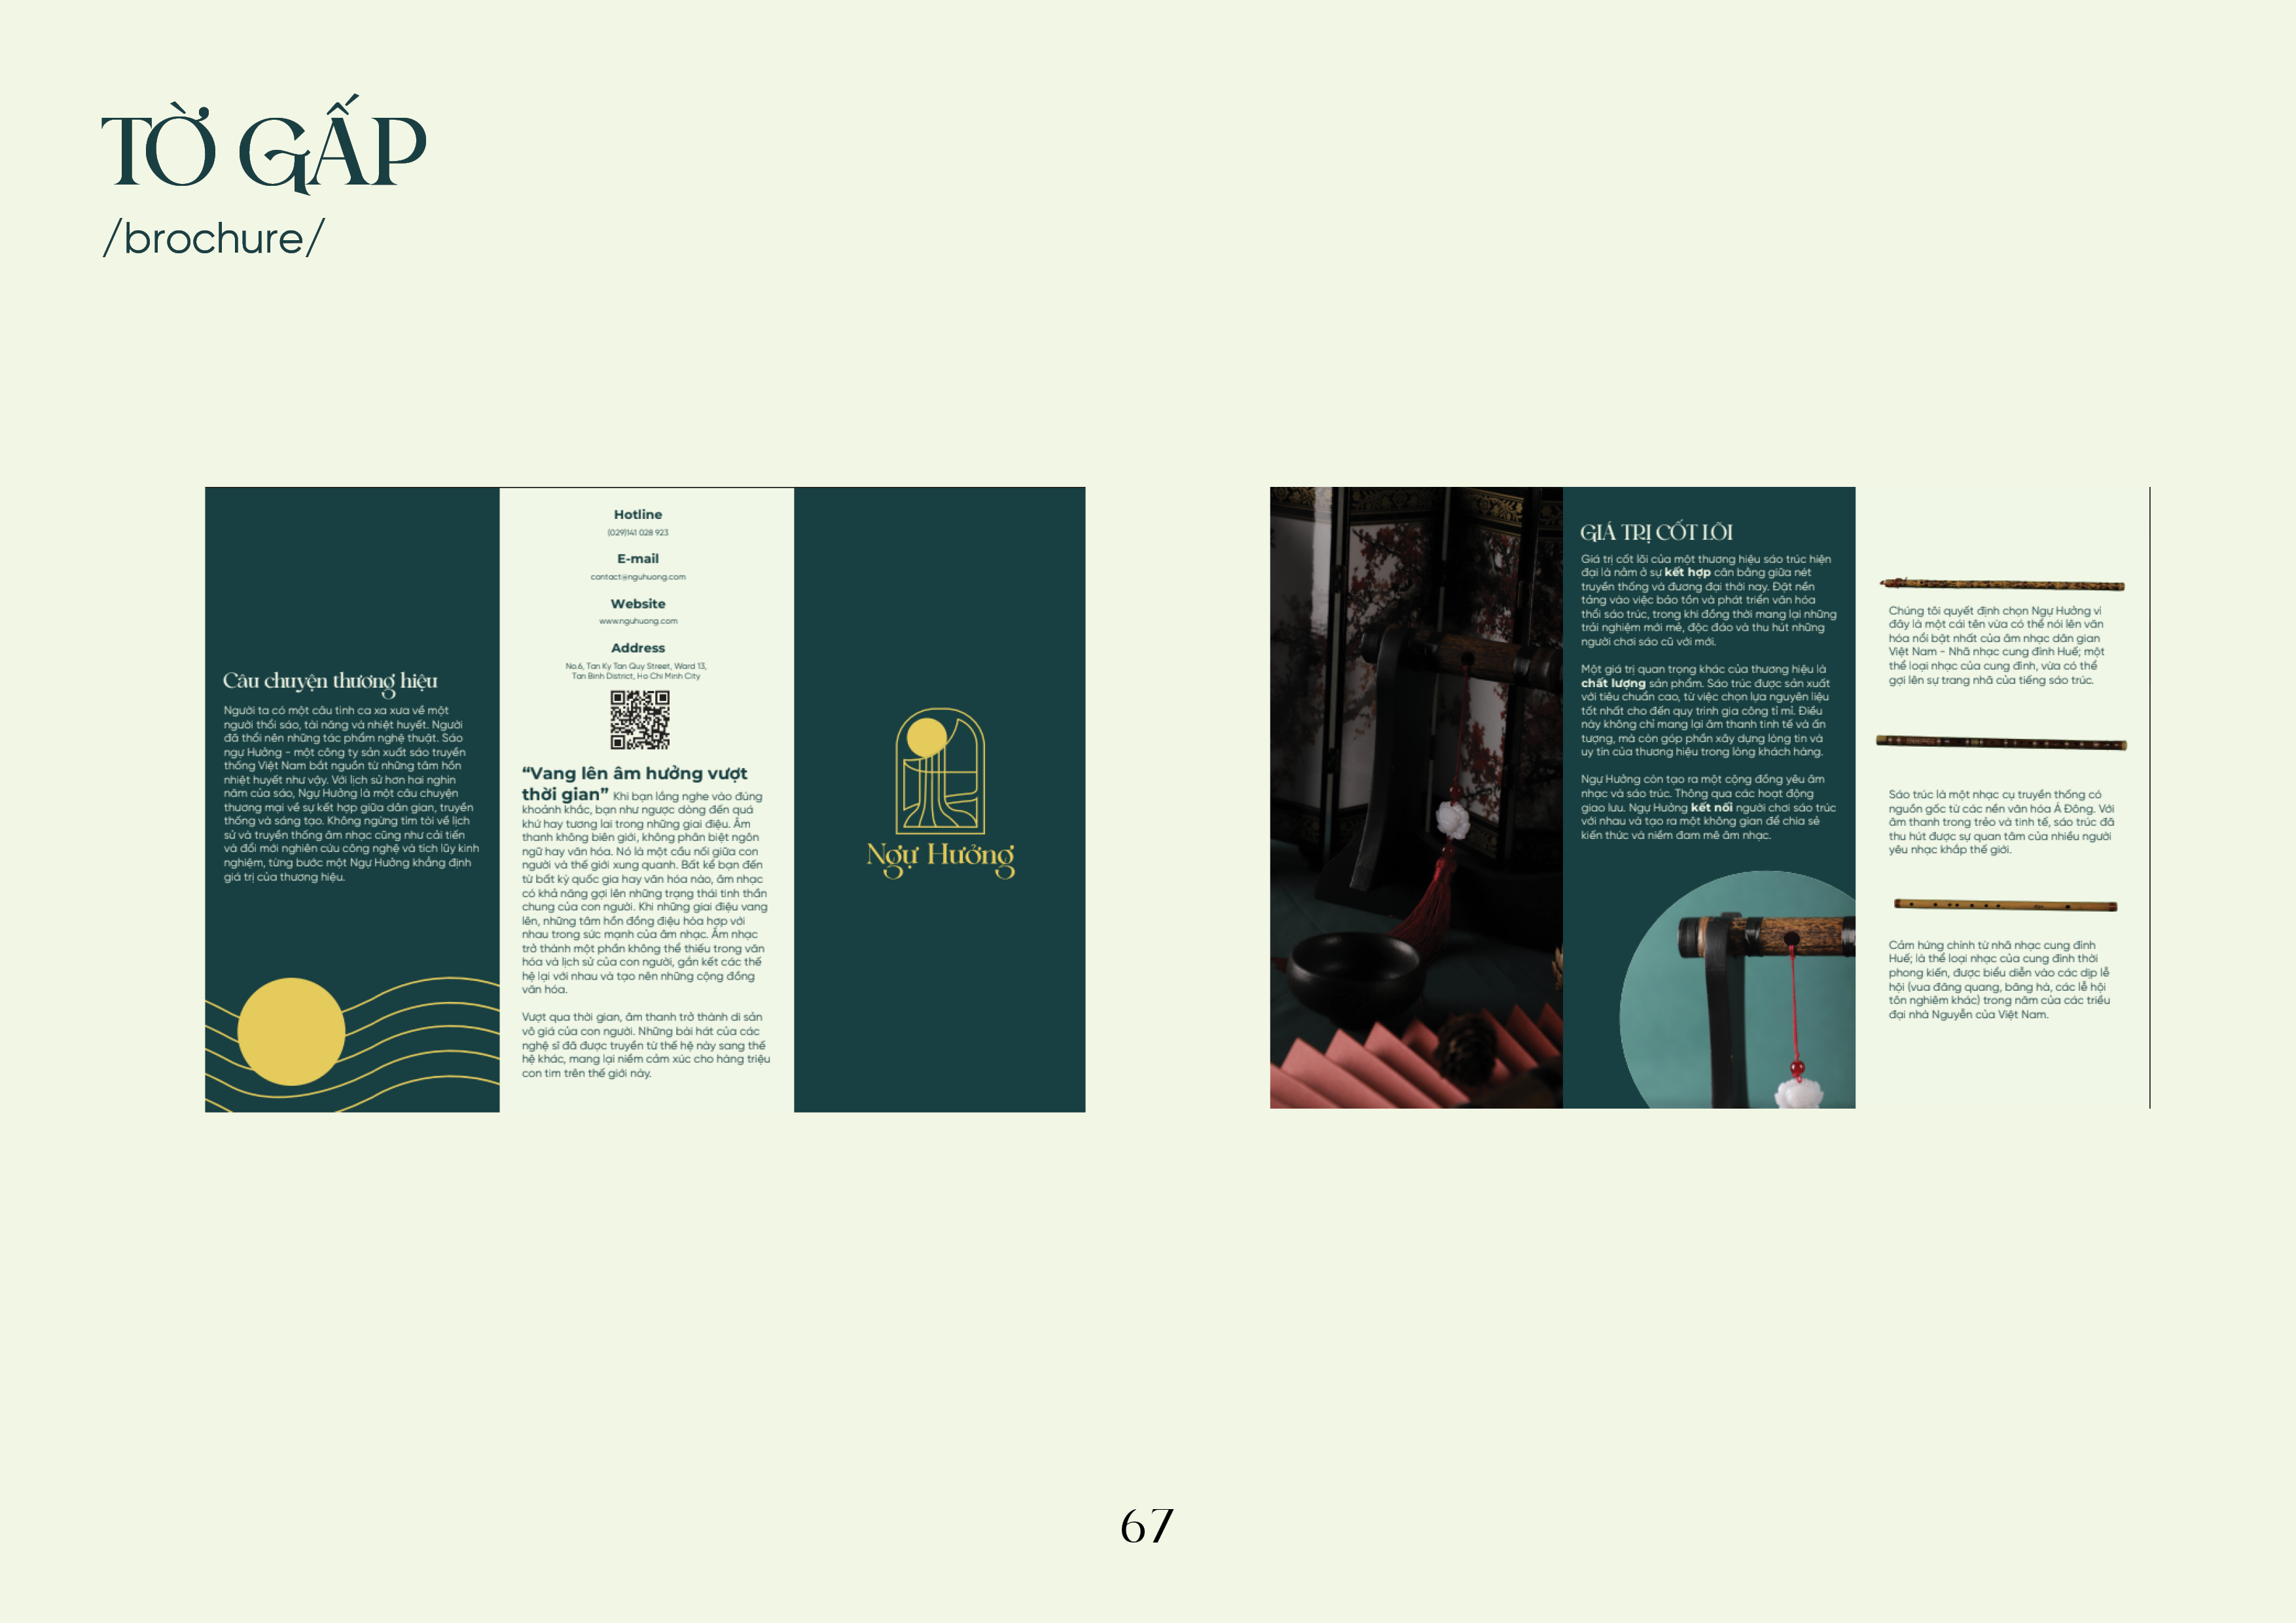 TỜ GẤP
/brochure/
Câu chuyện thương hiệu
Người ta có một câu tình ca xa xưa về một
người thổi sáo, tài năng và nhiệt huyết. Người
đã thổi nên những tác phẩm nghệ thuật. Sáo
ngự Hưởng - một công ty sản xuất sáo truyền
thống Việt Nam bắt nguồn từ những tâm hồn
nhiệt huyết như vậy. Với lịch sử hơn hai nghìn
năm của sáo, Ngự Hưởng là một câu chuyện
thương mại về sự kết hợp giữa dân gian, truyền
thống và sáng tạo. Không ngừng tìm tòi về lịch
sử và truyền thống âm nhạc cũng như cải tiến
và đổi mới nghiên cứu công nghệ và tích lũy kinh
nghiệm, từng bước một Ngự Hưởng khẳng định
giá trị của thương hiệu.
Hotline
(029)141 028 923
E-mail
contact@nguhuong.com
Website
www.nguhuong.com
Address
No.6, Tan Ky Tan Quy Street, Ward 13,
Tan Binh District, Ho Chi Minh City
“Vang lên âm hưởng vượt
thời gian” Khi bạn lắng nghe vào đúng
khoảnh khắc, bạn như ngược dòng đến quá
khứ hay tương lai trong những giai điệu. Âm
thanh không biên giới, không phân biệt ngôn
ngữ hay văn hóa. Nó là một cầu nối giữa con
người và thế giới xung quanh. Bất kể bạn đến
từ bất kỳ quốc gia hay văn hóa nào, âm nhạc
có khả năng gợi lên những trạng thái tinh thần
chung của con người. Khi những giai điệu vang
lên, những tâm hồn đồng điệu hòa hợp với
nhau trong sức mạnh của âm nhạc. Âm nhạc
trở thành một phần không thể thiếu trong văn
hóa và lịch sử của con người, gắn kết các thế
hệ lại với nhau và tạo nên những cộng đồng
văn hóa.
Vượt qua thời gian, âm thanh trở thành di sản
vô giá của con người. Những bài hát của các
nghệ sĩ đã được truyền từ thế hệ này sang thế
hệ khác, mang lại niềm cảm xúc cho hàng triệu
con tim trên thế giới này.
Ngự Hưởng
GIÁ TRỊ CỐT LÕI
Giá trị cốt lõi của một thương hiệu sáo trúc hiện
đại là nằm ở sự kết hợp cân bằng giữa nét
truyền thống và đương đại thời nay. Đặt nền
tảng vào việc bảo tồn và phát triển văn hóa
thổi sáo trúc, trong khi đồng thời mang lại những
trải nghiệm mới mẻ, độc đáo và thu hút những
người chơi sáo cũ với mới.
Một giá trị quan trọng khác của thương hiệu là
chất lượng sản phẩm. Sáo trúc được sản xuất
với tiêu chuẩn cao, từ việc chọn lựa nguyên liệu
tốt nhất cho đến quy trình gia công tỉ mỉ. Điều
này không chỉ mang lại âm thanh tinh tế và ấn
tượng, mà còn góp phần xây dựng lòng tin và
uy tín của thương hiệu trong lòng khách hàng.
Ngự Hưởng còn tạo ra một cộng đồng yêu âm
nhạc và sáo trúc. Thông qua các hoạt động
giao lưu. Ngự Hưởng kết nối người chơi sáo trúc
với nhau và tạo ra một không gian để chia sẻ
kiến thức và niềm đam mê âm nhạc.
Chúng tôi quyết định chọn Ngự Hưởng vì
đây là một cái tên vừa có thể nói lên văn
hóa nổi bật nhất của âm nhạc dân gian
Việt Nam - Nhã nhạc cung đình Huế; một
thể loại nhạc của cung đình, vừa có thể
gợi lên sự trang nhã của tiếng sáo trúc.
Sáo trúc là một nhạc cụ truyền thống có
nguồn gốc từ các nền văn hóa Á Đông. Với
âm thanh trong trẻo và tinh tế, sáo trúc đã
thu hút được sự quan tâm của nhiều người
yêu nhạc khắp thế giới.
Cảm hứng chính từ nhã nhạc cung đình
Huế; là thể loại nhạc của cung đình thời
phong kiến, được biểu diễn vào các dịp lễ
hội (vua đăng quang, băng hà, các lễ hội
tôn nghiêm khác) trong năm của các triều
đại nhà Nguyễn của Việt Nam.
67